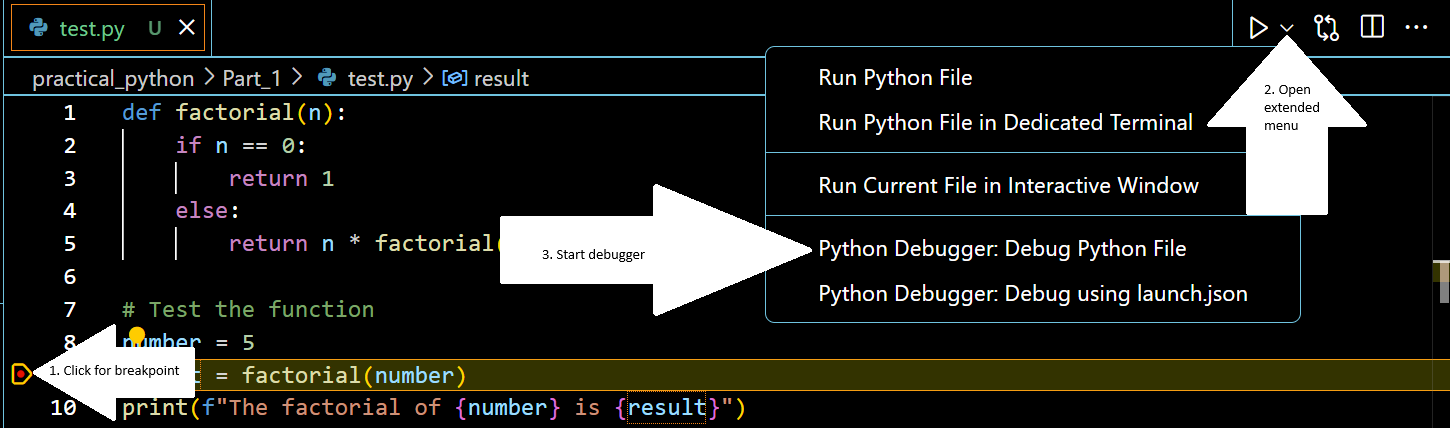 test.py U
practical_python > Part_1 > test.py > result
1 def factorial(n):
2 if n == 0:
3 return 1
4 else:
5 return n * factorial(
6
7 # Test the function
8 number = 5
= factorial(number)
10 print(f"The factorial of {number} is {result}")
Run Python File
Run Python File in Dedicated Terminal
Run Current File in Interactive Window
Python Debugger: Debug Python File
Python Debugger: Debug using launch.json
1. Click for breakpoint
2. Open
extended
menu
3. Start debugger